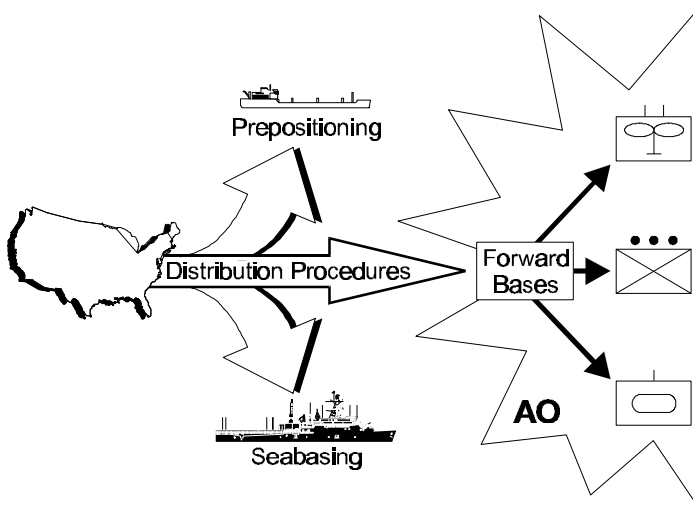 Prepositioning
Distribution Procedures
Forward
Bases
AO
Seabasing